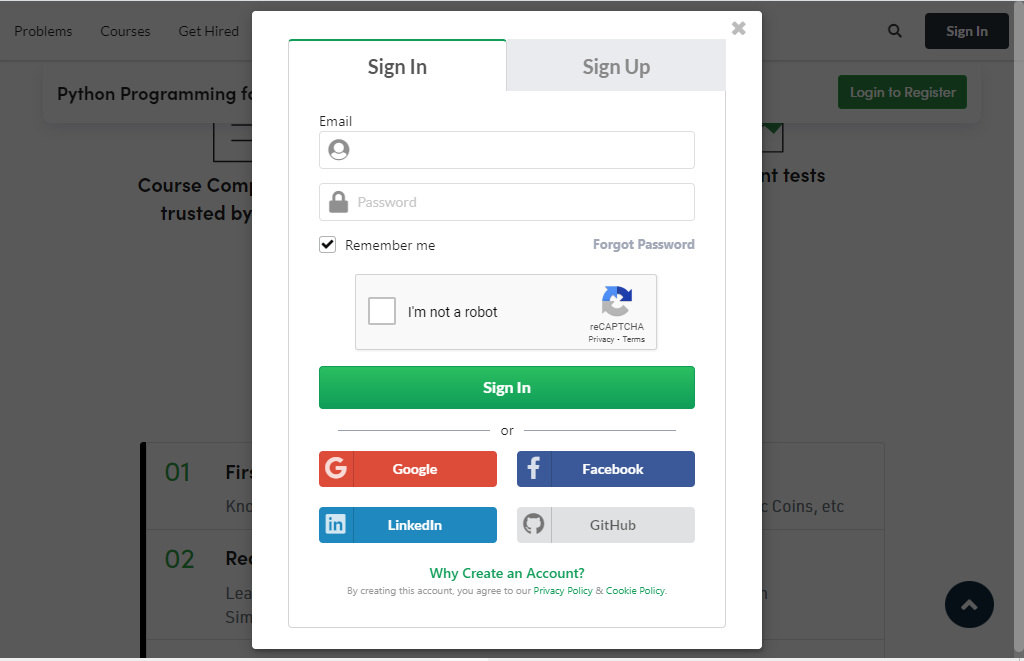 Problems Courses Get Hired
Sign In
Python Programming fo
Login to Register
Course Comp
trusted by
nt tests
Sign In
Sign Up
Email
Password
Remember me
Forgot Password
I'm not a robot
reCAPTCHA
Privacy - Terms
Sign In
or
Google
Facebook
LinkedIn
GitHub
Why Create an Account?
By creating this account, you agree to our Privacy Policy & Cookie Policy.
01 Firs
Kno
c Coins, etc
02 Rec
Lea
Sim